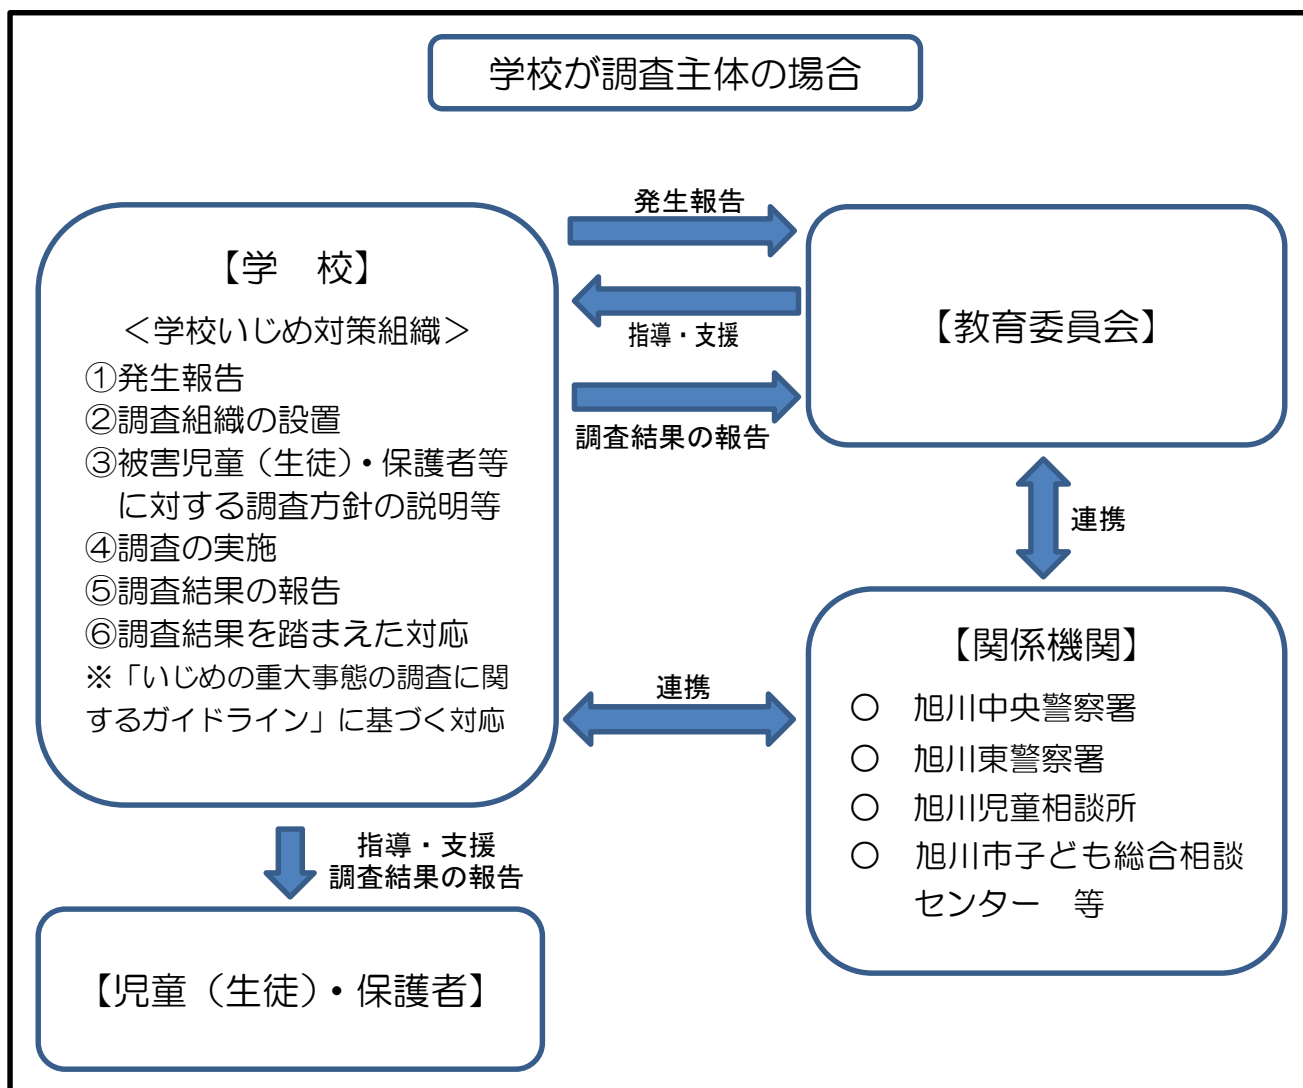 学校が調査主体の場合
【学　校】
＜学校いじめ対策組織＞
①発生報告
②調査組織の設置
③被害児童（生徒）・保護者等
に対する調査方針の説明等
④調査の実施
⑤調査結果の報告
⑥調査結果を踏まえた対応
※「いじめの重大事態の調査に関
するガイドライン」に基づく対応
発生報告
指導・支援
調査結果の報告
【教育委員会】
連携
連携
【関係機関】
○　旭川中央警察署
○　旭川東警察署
○　旭川児童相談所
○　旭川市子ども総合相談
センター　等
指導・支援
調査結果の報告
【児童（生徒）・保護者】